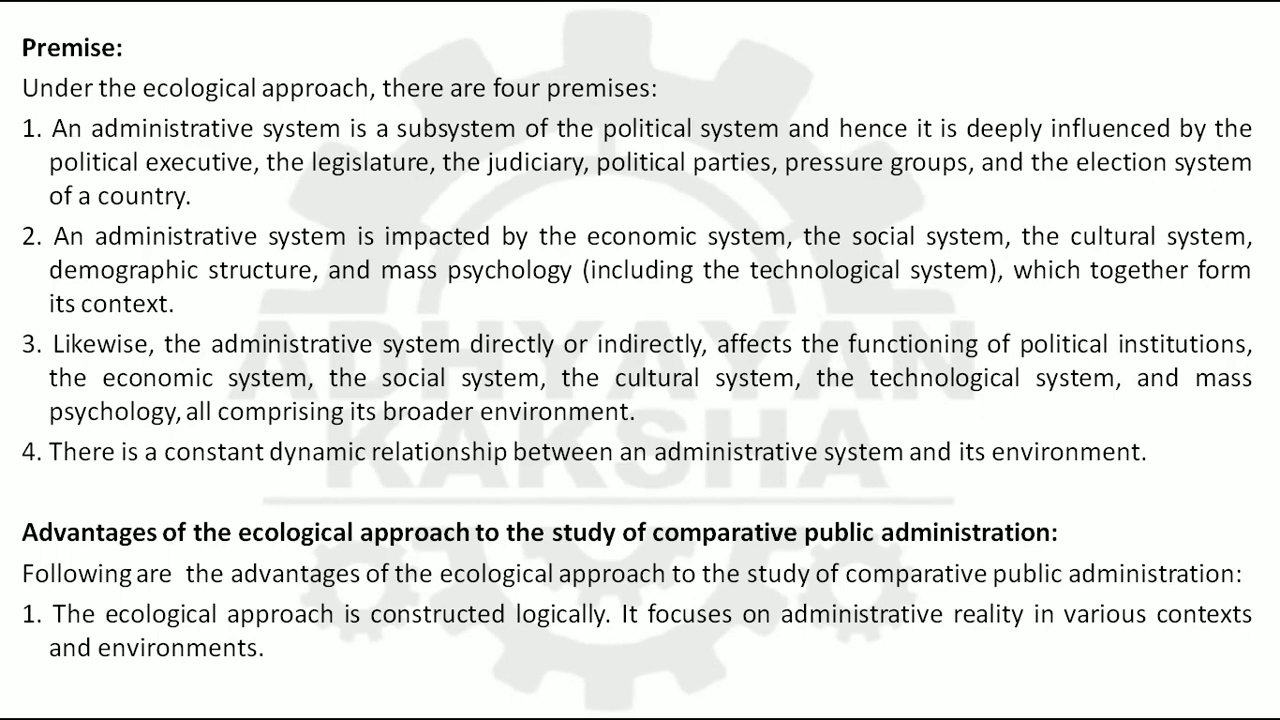 Premise:
Under the ecological approach, there are four premises:
1. An administrative system is a subsystem of the political system and hence it is deeply influenced by the
political executive, the legislature, the judiciary, political parties, pressure groups, and the election system
of a country.
2. An administrative system is impacted by the economic system, the social system, the cultural system,
demographic structure, and mass psychology (including the technological system), which together form
its context.
3. Likewise, the administrative system directly or indirectly, affects the functioning of political institutions,
the economic system, the social system, the cultural system, the technological system, and mass
psychology, all comprising its broader environment.
4. There is a constant dynamic relationship between an administrative system and its environment.
Advantages of the ecological approach to the study of comparative public administration:
Following are the advantages of the ecological approach to the study of comparative public administration:
1. The ecological approach is constructed logically. It focuses on administrative reality in various contexts
and environments.
ADHYAYAN
KAKSHA